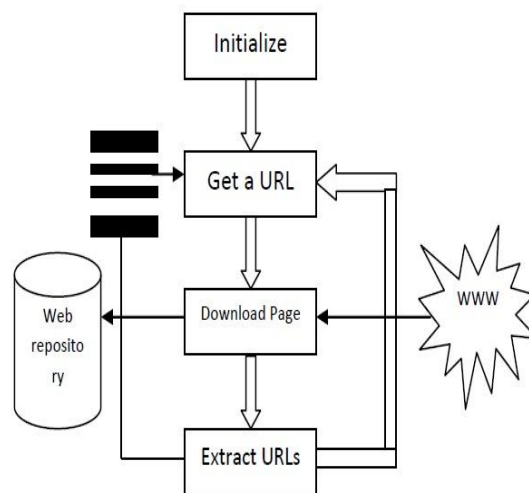 Initialize
Get a URL
Download Page
WWW
Web
reposito
ry
Extract URLs